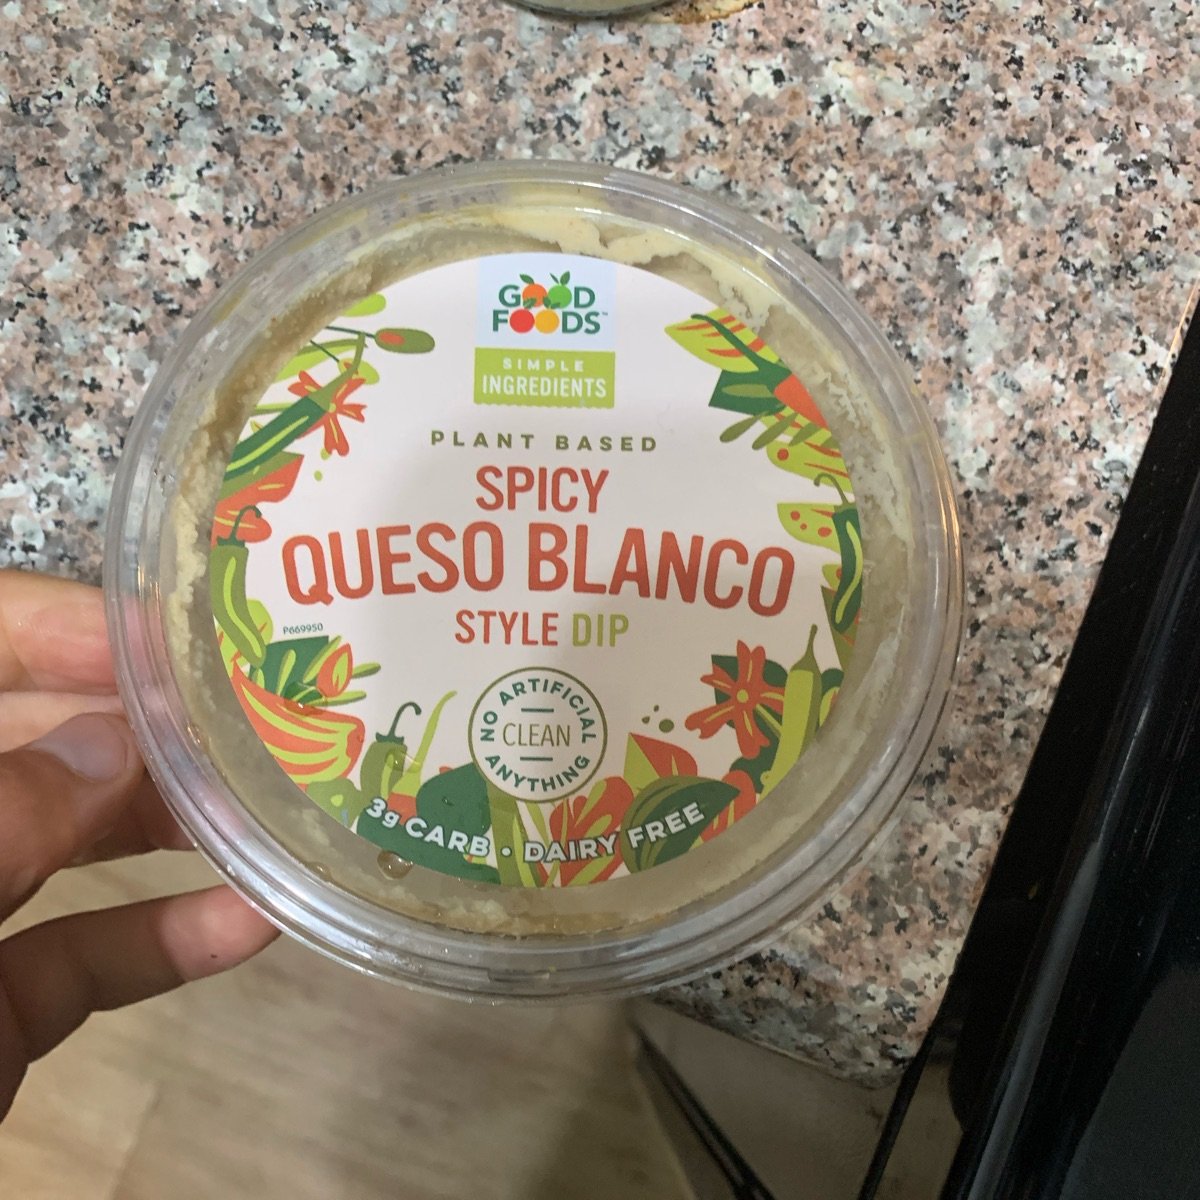 GOOD
FOODS™
SIMPLE
INGREDIENTS
PLANT BASED
SPICY
QUESO BLANCO
STYLE DIP
P669950
NO ARTIFICIAL
CLEAN
ANYTHING
3g CARB • DAIRY FREE